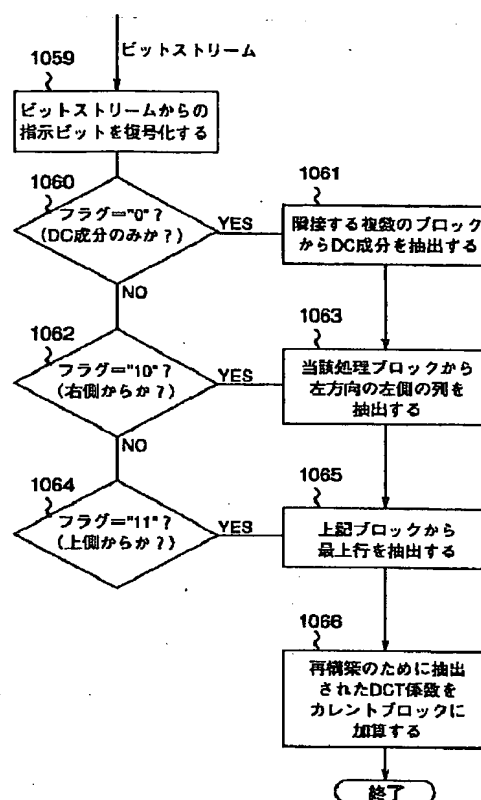 ビットストリーム
1059
ビットストリームからの
指示ビットを復号化する
1060
フラグ="0"?
(DC成分のみか?)
YES
NO
1061
隣接する複数のブロック
からDC成分を抽出する
1062
フラグ="10"?
(右側からか?)
YES
NO
1063
当該処理ブロックから
左方向の左側の列を
抽出する
1064
フラグ="11"?
(上側からか?)
YES
1065
上記ブロックから
最上行を抽出する
1066
再構築のために抽出
されたDCT係数を
カレントブロックに
加算する
終了